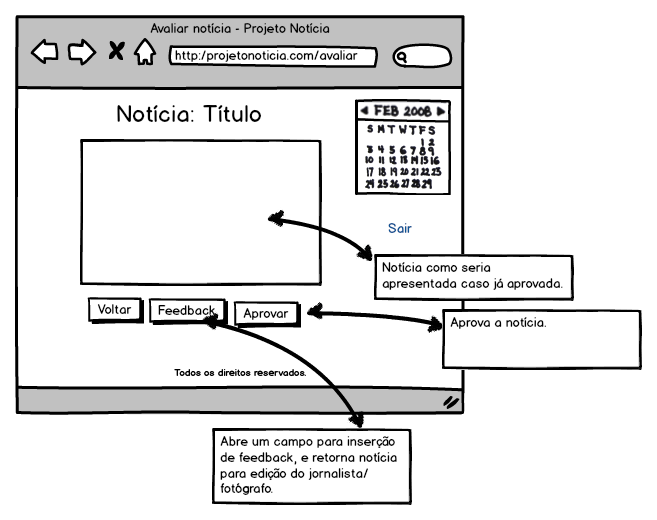 Avaliar notícia - Projeto Notícia
http:/projetonoticia.com/avaliar
Notícia: Título
FEB 2008
S M T W T F S
1 2
3 4 5 6 7 8 9
10 11 12 13 14 15 16
17 18 19 20 21 22 23
24 25 26 27 28 29
Sair
Notícia como seria
apresentada caso já aprovada.
Voltar
Feedback
Aprovar
Aprova a notícia.
Todos os direitos reservados.
Abre um campo para inserção
de feedback, e retorna notícia
para edição do jornalista/
fotógrafo.